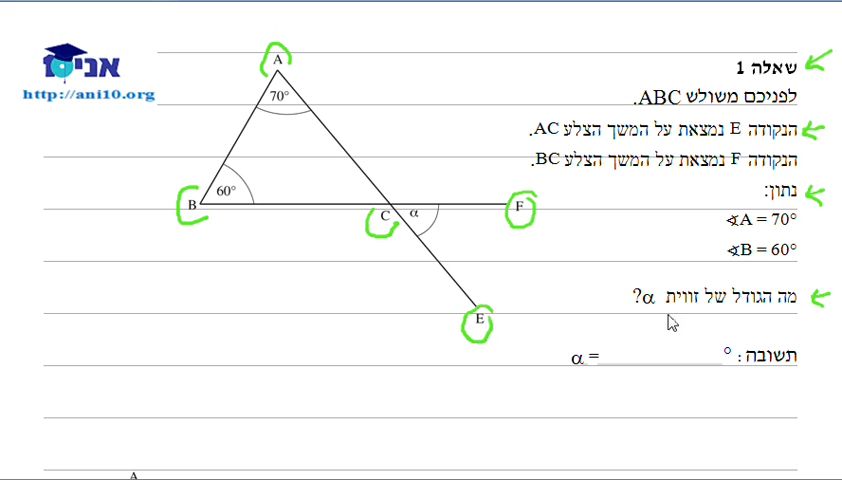 אני10
http://ani10.org
שאלה 1
לפניכם משולש ABC.
הנקודה E נמצאת על המשך הצלע AC.
הנקודה F נמצאת על המשך הצלע BC.
נתון:
∢A = 70°
∢B = 60°
מה הגודל של זווית α?
תשובה: ° ________ = α
A
70°
B
60°
C
α
F
E
A